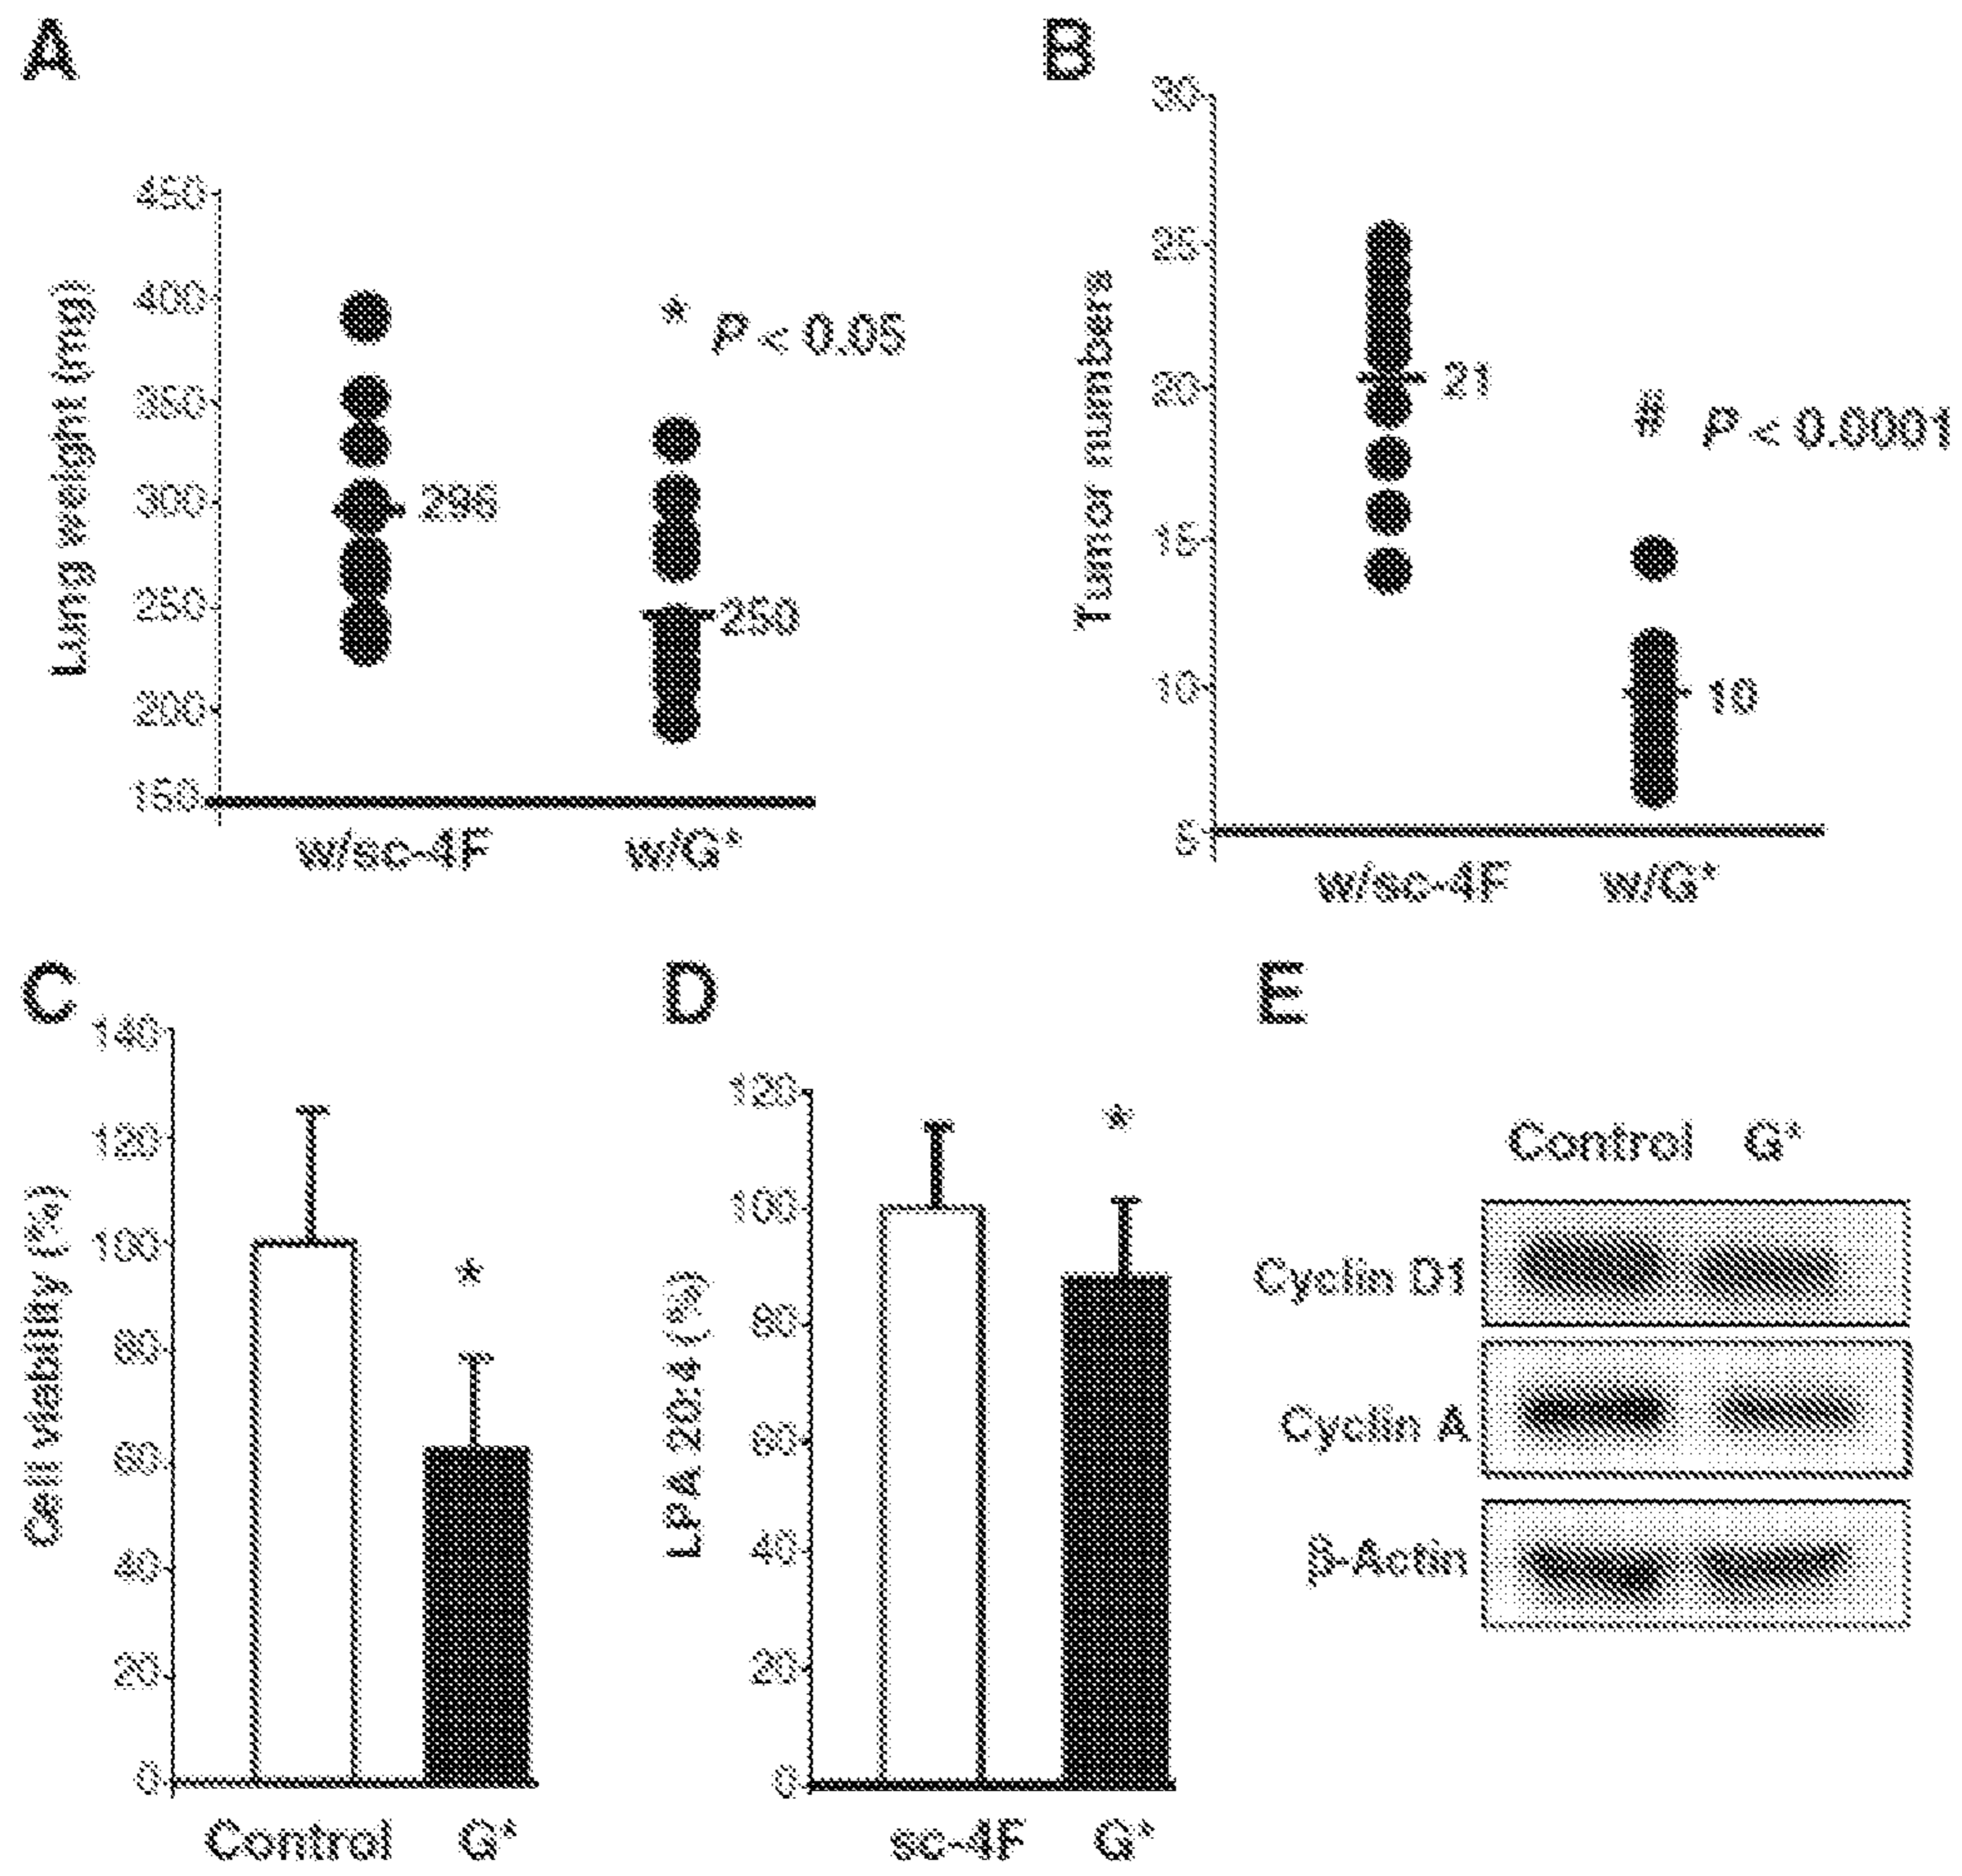 A
Lung weight (mg)
450
400
350
300
250
200
150
296
250
* P < 0.05
w/sc-4F w/G*
B
Tumor numbers
30
25
20
15
10
5
21
10
# P < 0.0001
w/sc-4F w/G*
C
Cell viability (%)
140
120
100
80
60
40
20
0
*
Control G*
D
LPA 20:4 (%)
120
100
80
60
40
20
0
*
sc-4F G*
E
Control G*
Cyclin D1
Cyclin A
β-Actin